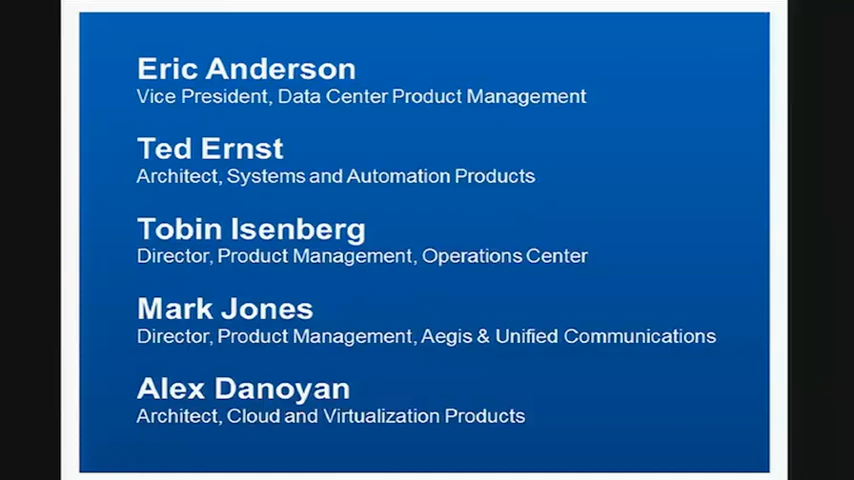 Eric Anderson
Vice President, Data Center Product Management
Ted Ernst
Architect, Systems and Automation Products
Tobin Isenberg
Director, Product Management, Operations Center
Mark Jones
Director, Product Management, Aegis & Unified Communications
Alex Danoyan
Architect, Cloud and Virtualization Products